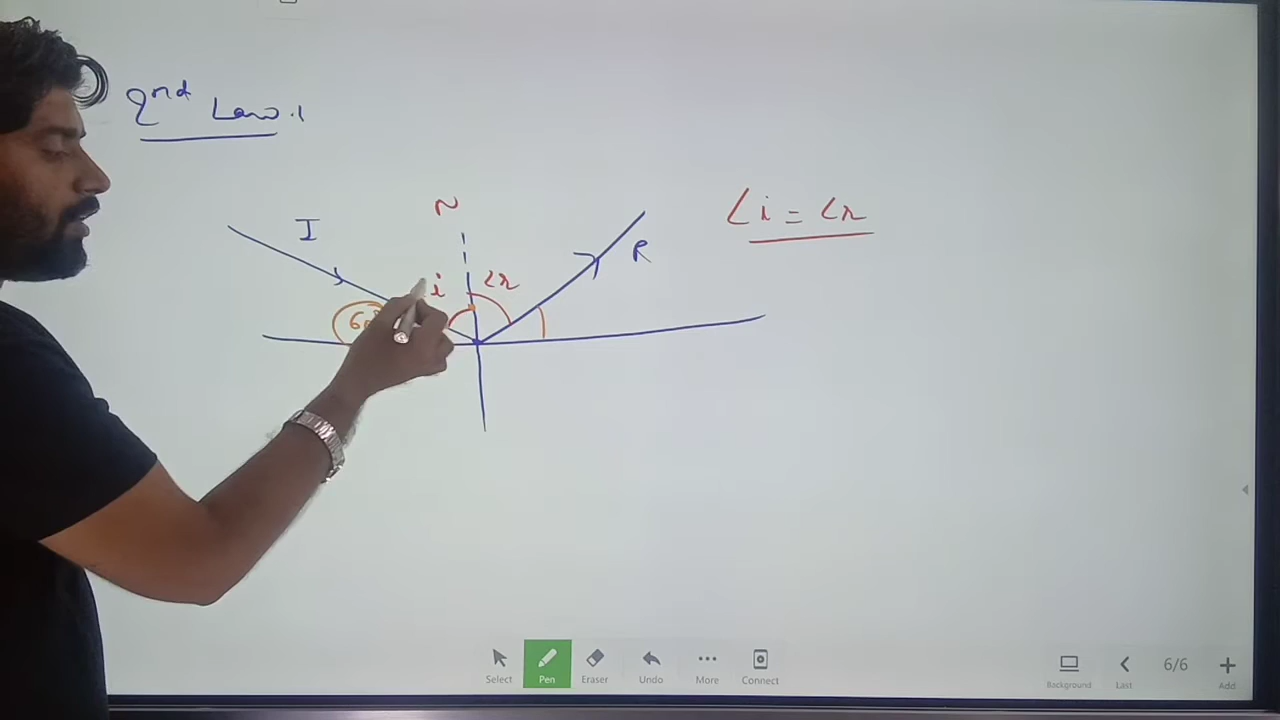 2nd Law.
N
I
∠i = ∠r
R
i
∠r
Select
Pen
Eraser
Undo
More
Connect
Background
Last
6/6
Add